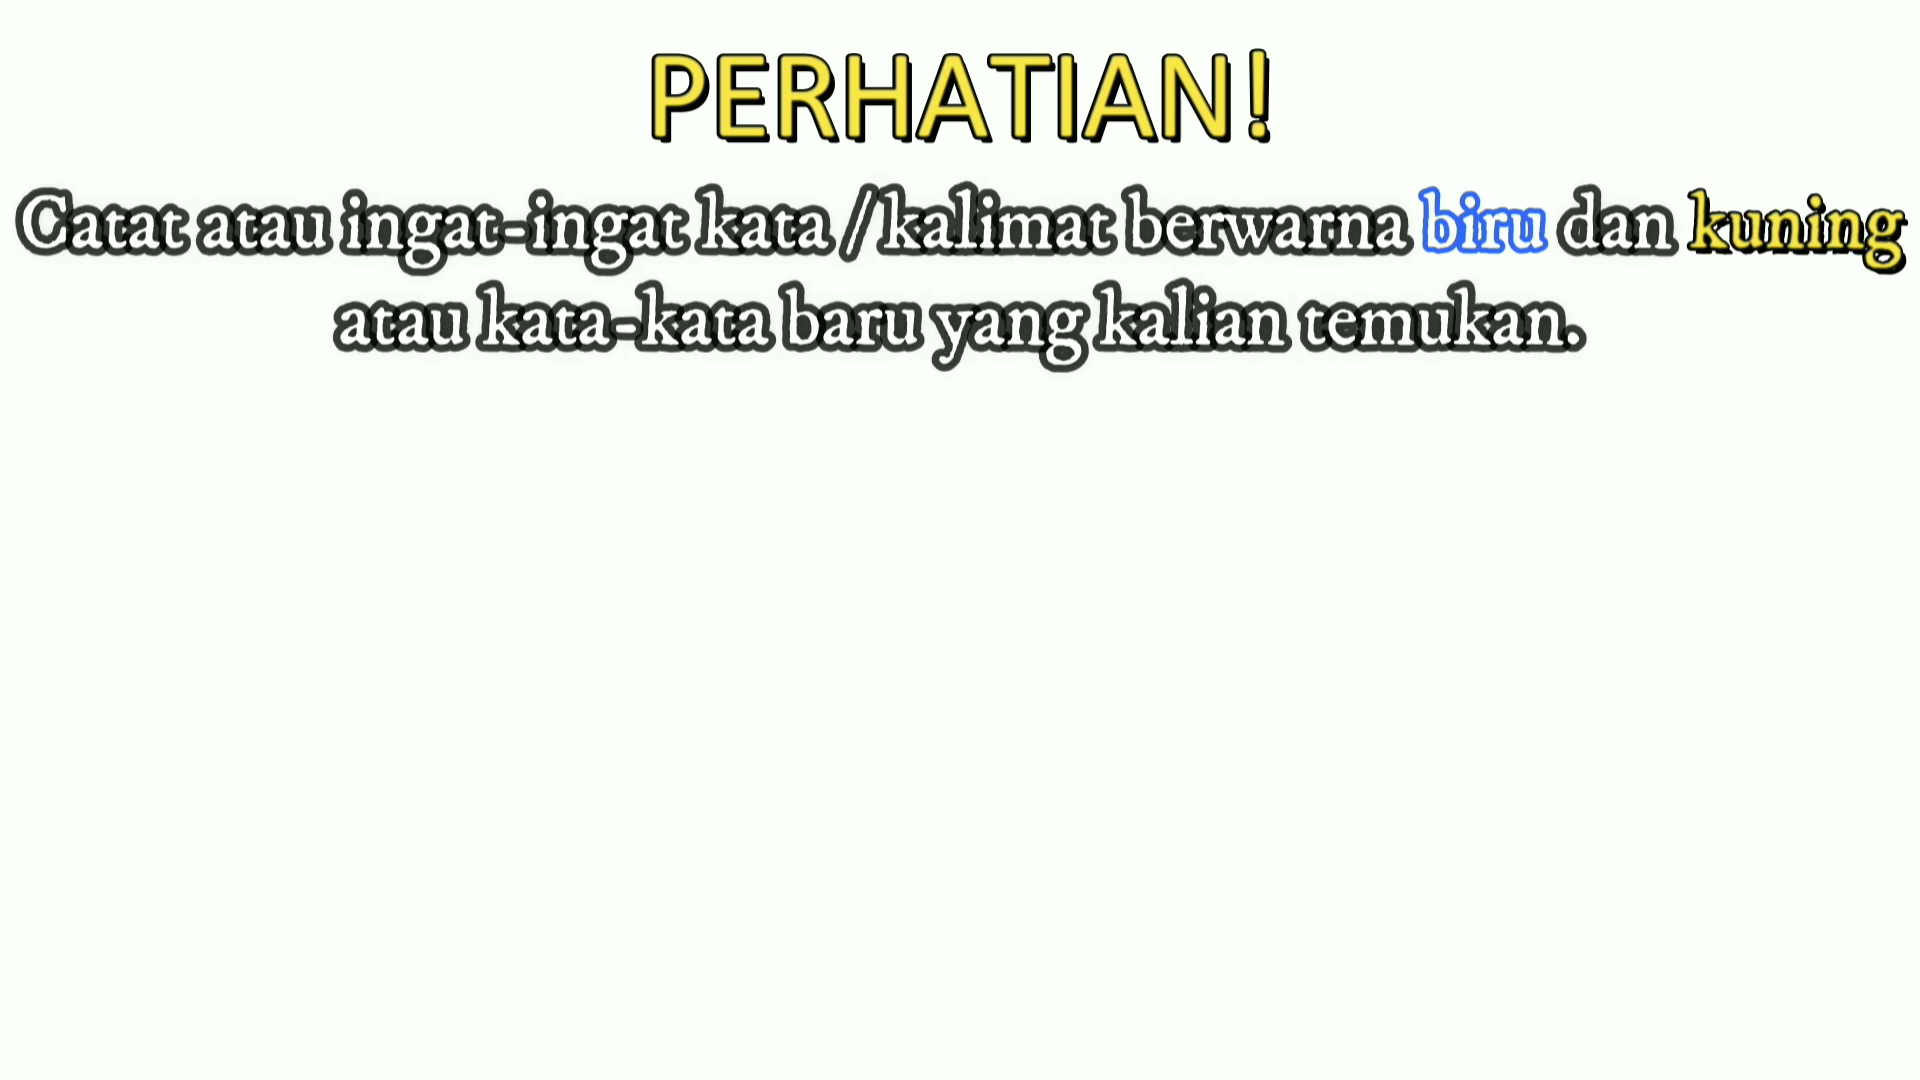 PERHATIAN!
Catat atau ingat-ingat kata /kalimat berwarna biru dan kuning
atau kata-kata baru yang kalian temukan.